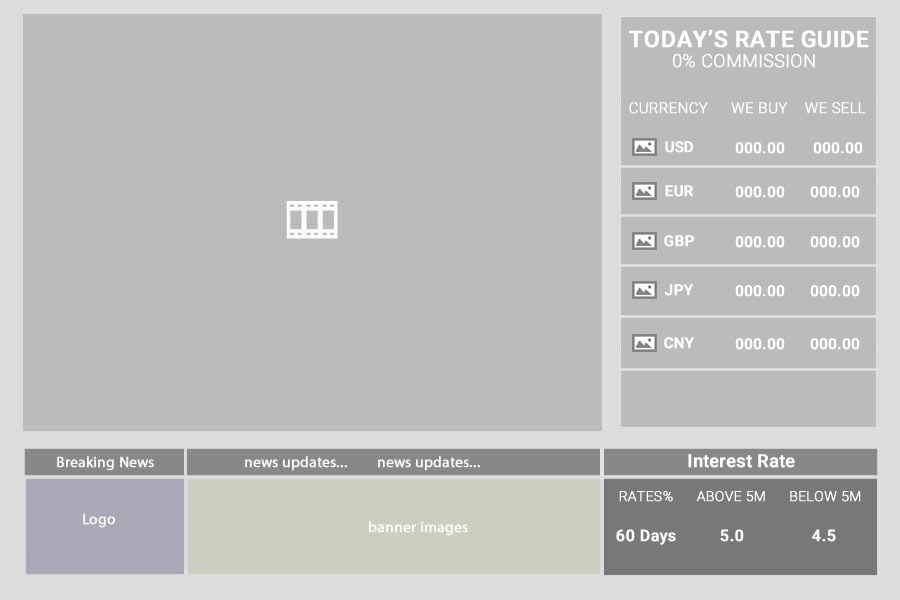 TODAY’S RATE GUIDE
0% COMMISSION
CURRENCY WE BUY WE SELL
USD 000.00 000.00
EUR 000.00 000.00
GBP 000.00 000.00
JPY 000.00 000.00
CNY 000.00 000.00
Breaking News news updates... news updates...
Logo
banner images
Interest Rate
RATES% ABOVE 5M BELOW 5M
60 Days 5.0 4.5